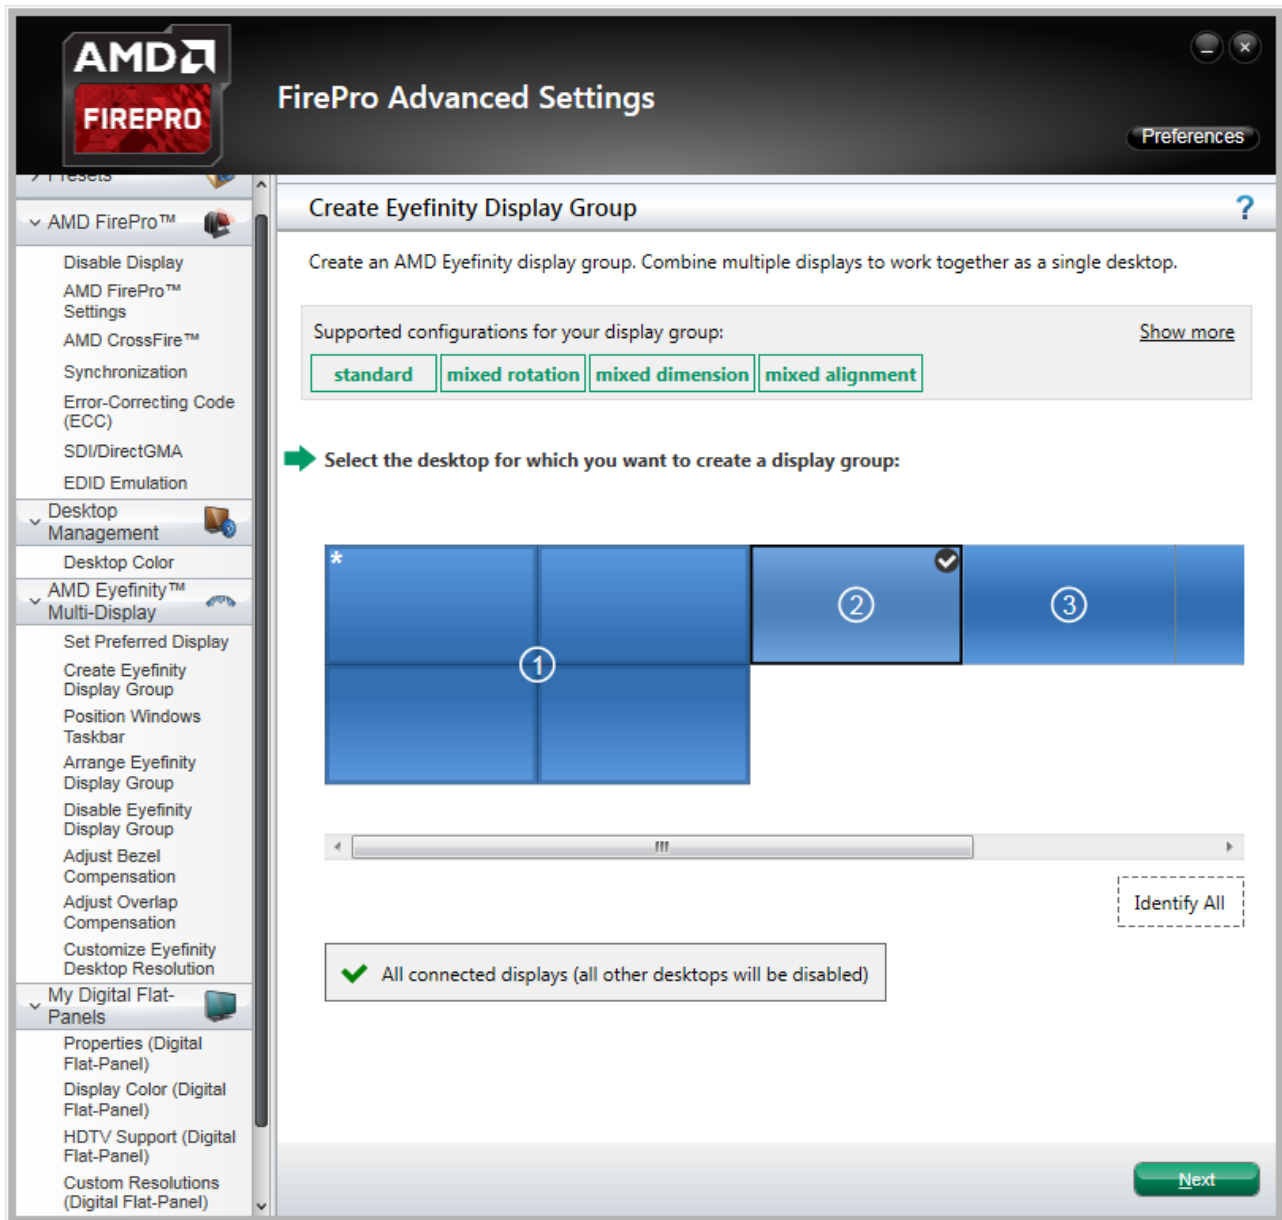 AMD
FIREPRO
FirePro Advanced Settings
Preferences
Presets
AMD FirePro™
Disable Display
AMD FirePro™
Settings
AMD CrossFire™
Synchronization
Error-Correcting Code
(ECC)
SDI/DirectGMA
EDID Emulation
Desktop
Management
Desktop Color
AMD Eyefinity™
Multi-Display
Set Preferred Display
Create Eyefinity
Display Group
Position Windows
Taskbar
Arrange Eyefinity
Display Group
Disable Eyefinity
Display Group
Adjust Bezel
Compensation
Adjust Overlap
Compensation
Customize Eyefinity
Desktop Resolution
My Digital Flat-
Panels
Properties (Digital
Flat-Panel)
Display Color (Digital
Flat-Panel)
HDTV Support (Digital
Flat-Panel)
Custom Resolutions
(Digital Flat-Panel)
Create Eyefinity Display Group
?
Create an AMD Eyefinity display group. Combine multiple displays to work together as a single desktop.
Supported configurations for your display group:
Show more
standard mixed rotation mixed dimension mixed alignment
Select the desktop for which you want to create a display group:
*
1
2
3
Identify All
All connected displays (all other desktops will be disabled)
Next